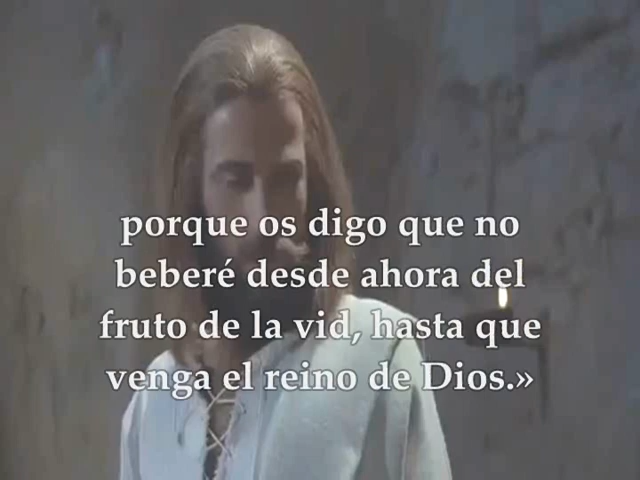 porque os digo que no
beberé desde ahora del
fruto de la vid, hasta que
venga el reino de Dios.»